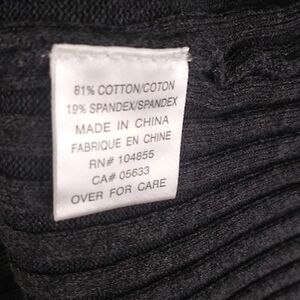 81% COTTON/COTON
19% SPANDEX/SPANDEX
MADE IN CHINA
FABRIQUE EN CHINE
RN# 104855
CA# 05633
OVER FOR CARE